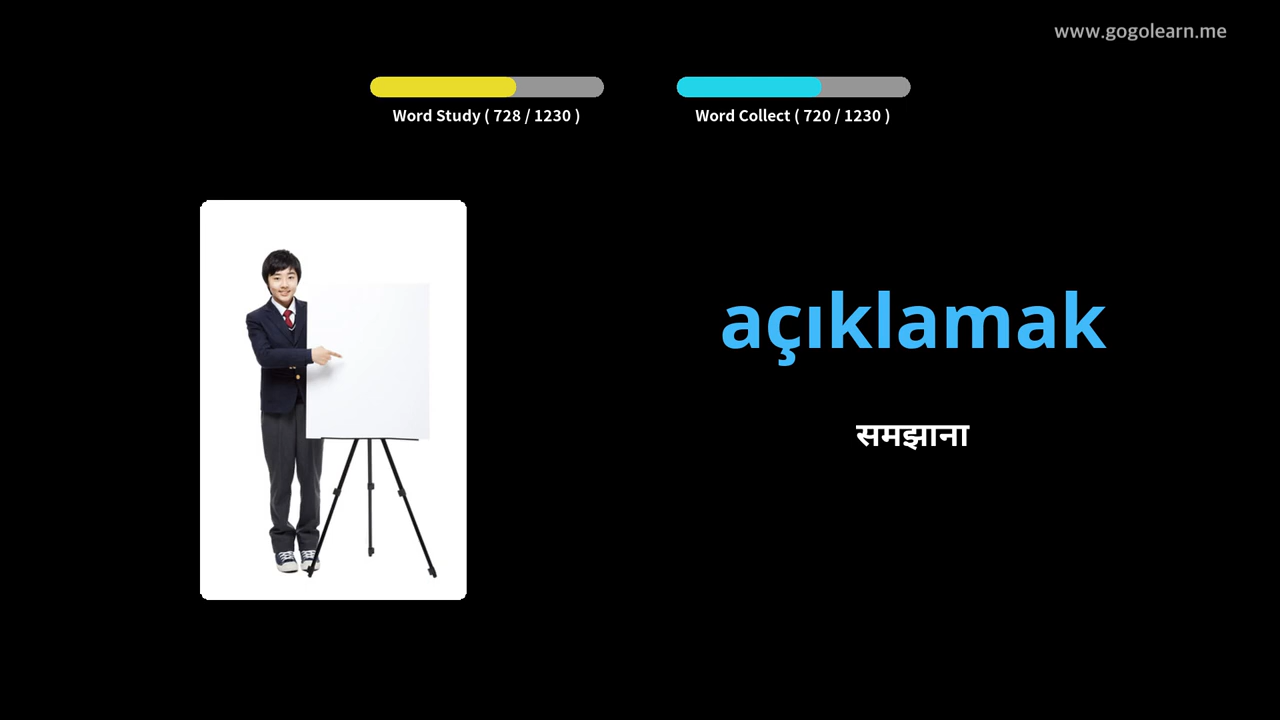 www.gogolearn.me
Word Study ( 728 / 1230 )
Word Collect ( 720 / 1230 )
açıklamak
समझाना